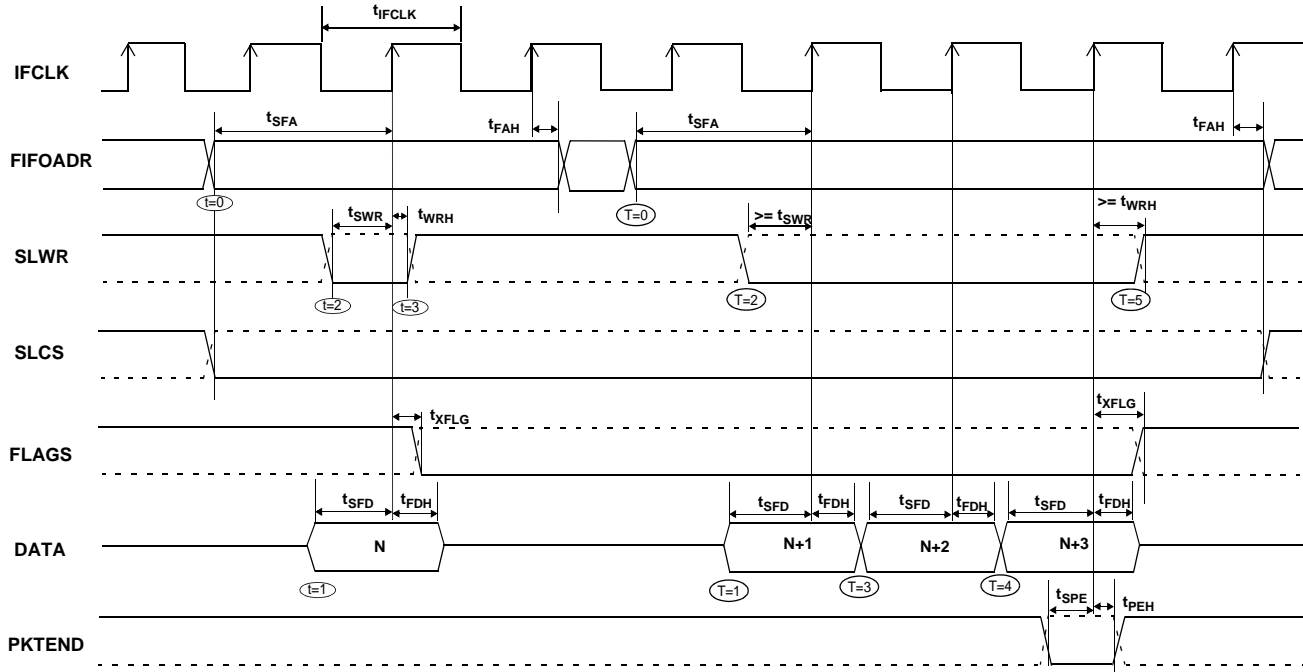 tIFCLK
IFCLK
tSFA
tFAH
tSFA
tFAH
FIFOADR
t=0
T=0
tSWR
tWRH
>= tSWR
>= tWRH
SLWR
t=2
t=3
T=2
T=5
SLCS
tXFLG
tXFLG
FLAGS
tSFD
tFDH
tSFD
tFDH
tSFD
tFDH
tSFD
tFDH
DATA
N
N+1
N+2
N+3
t=1
T=1
T=3
T=4
tSPE
tPEH
PKTEND